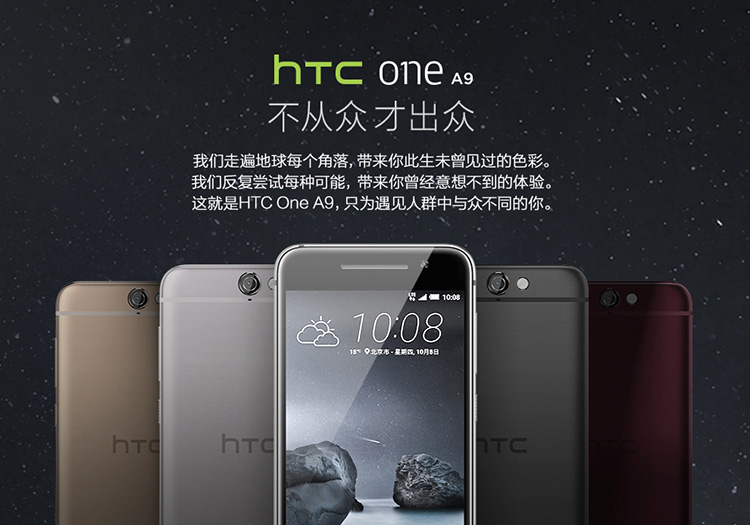 hTC one A9
不从众 才出众
我们走遍地球每个角落，带来你此生未曾见过的色彩。
我们反复尝试每种可能，带来你曾经意想不到的体验。
这就是HTC One A9，只为遇见人群中与众不同的你。
LTE 10:08
10:08
18°C 北京市 - 星期四, 10月8日
hTC
hTC
hTC
hTC